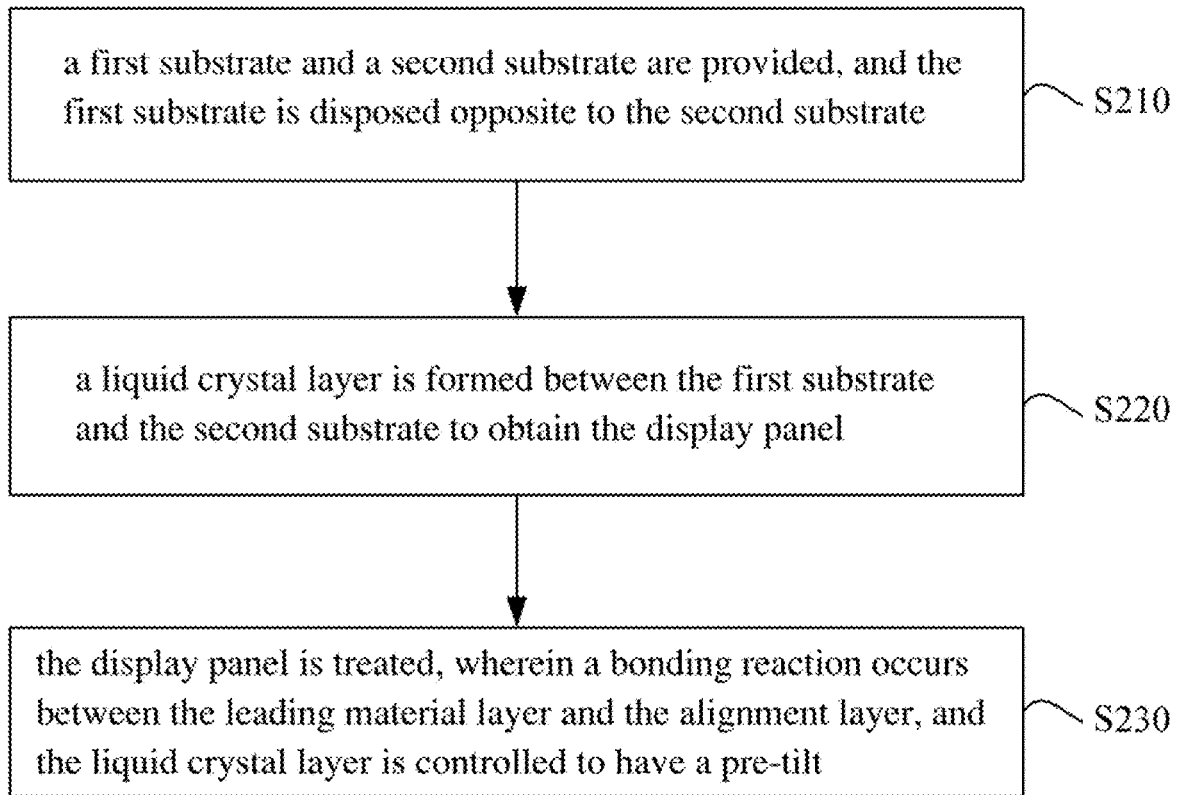 a first substrate and a second substrate are provided, and the
first substrate is disposed opposite to the second substrate
S210
a liquid crystal layer is formed between the first substrate
and the second substrate to obtain the display panel
S220
the display panel is treated, wherein a bonding reaction occurs
between the leading material layer and the alignment layer, and
the liquid crystal layer is controlled to have a pre-tilt
S230